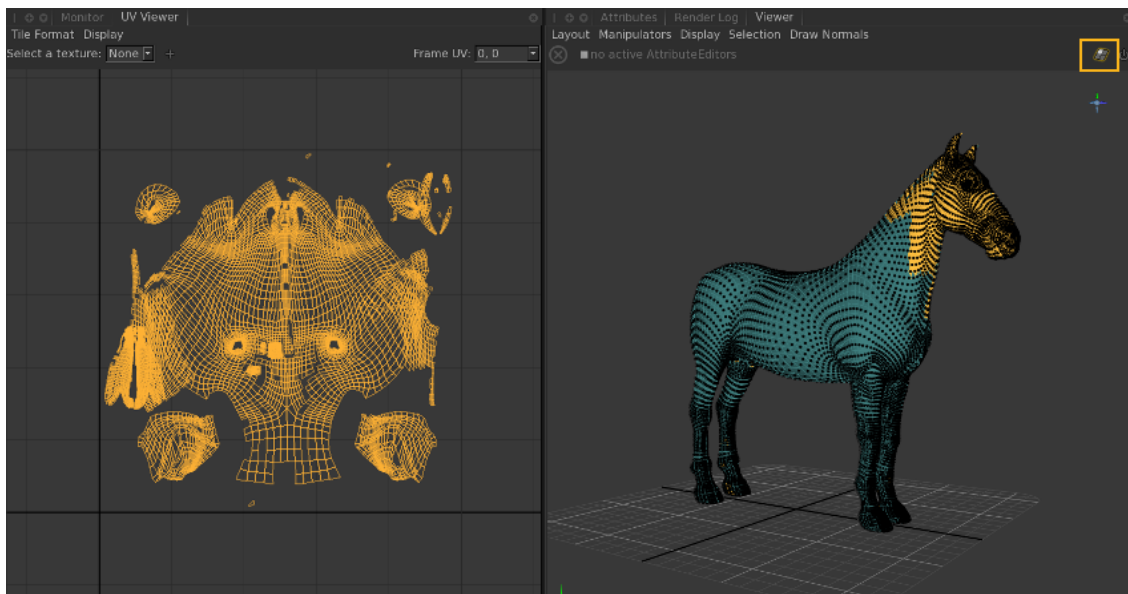 Monitor UV Viewer
Tile Format Display
Select a texture: None + Frame UV: 0, 0
Attributes Render Log Viewer
Layout Manipulators Display Selection Draw Normals
no active AttributeEditors